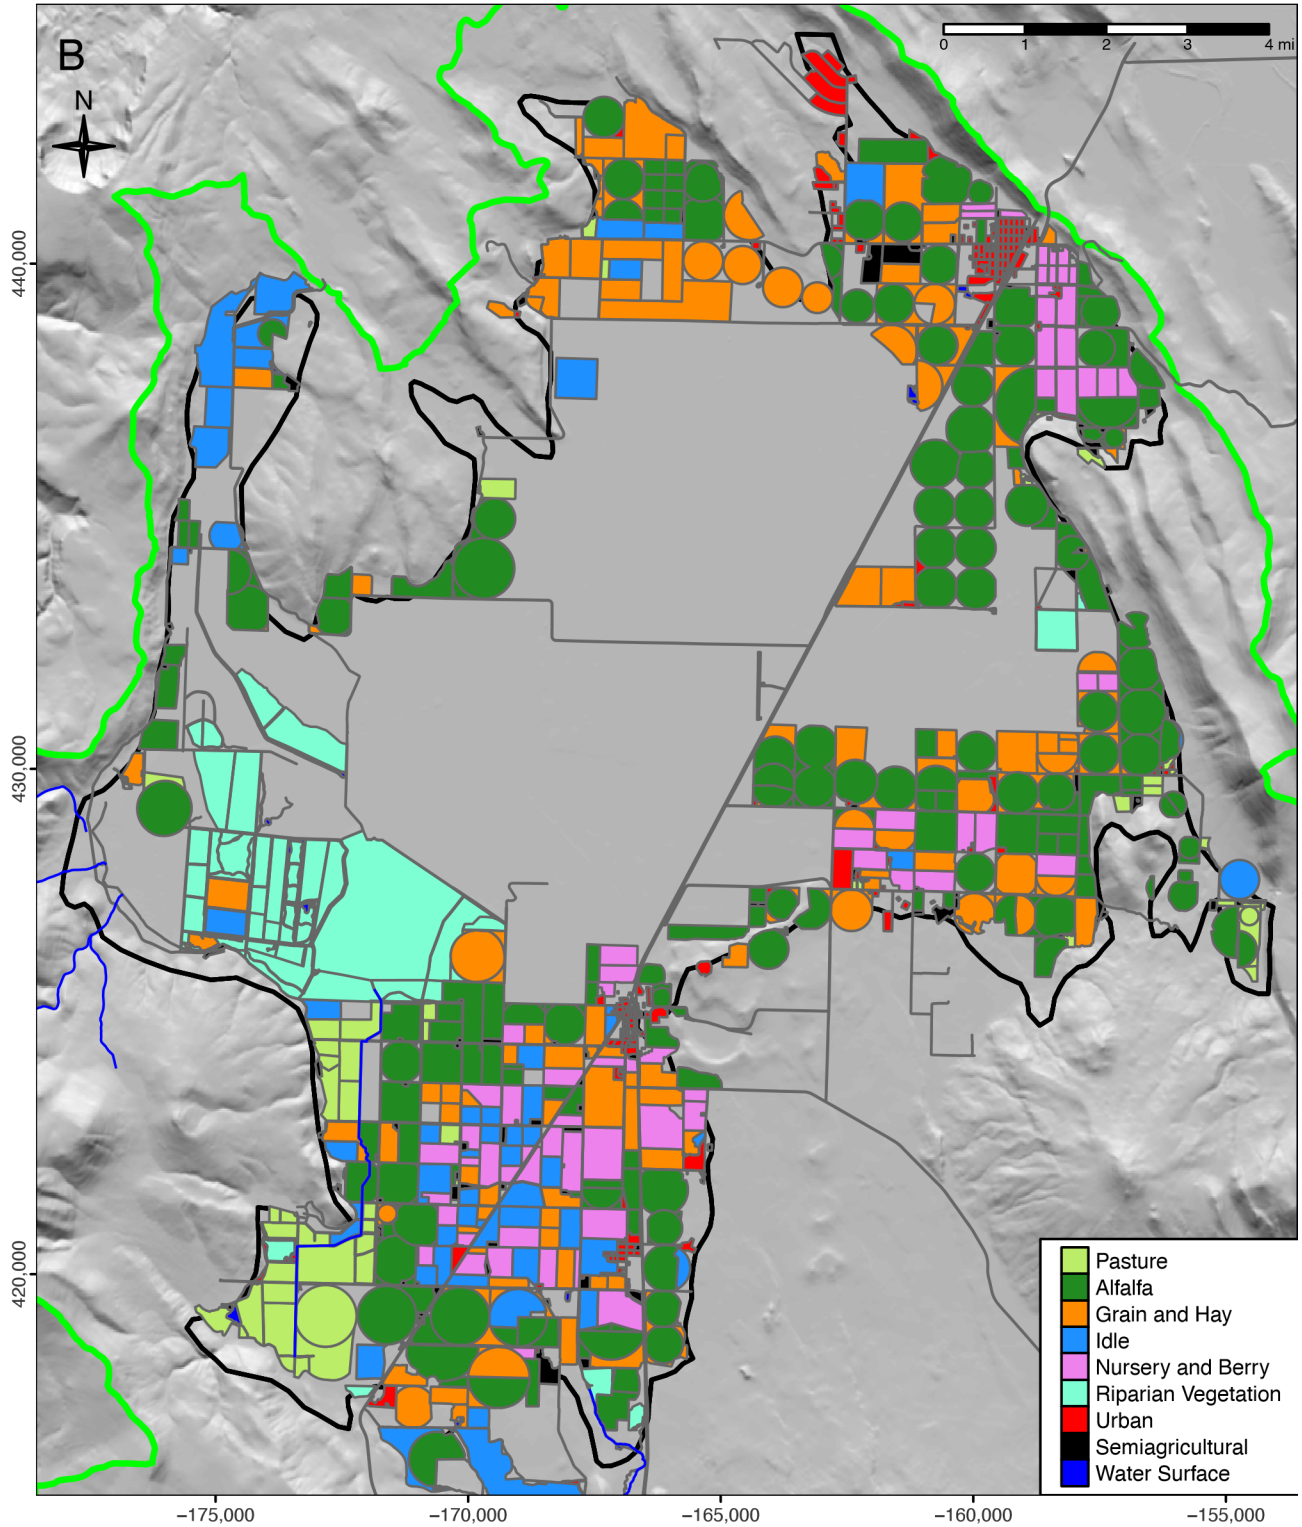 B
N
0 1 2 3 4 mi
440,000
430,000
420,000
Pasture
Alfalfa
Grain and Hay
Idle
Nursery and Berry
Riparian Vegetation
Urban
Semiagricultural
Water Surface
−175,000 −170,000 −165,000 −160,000 −155,000